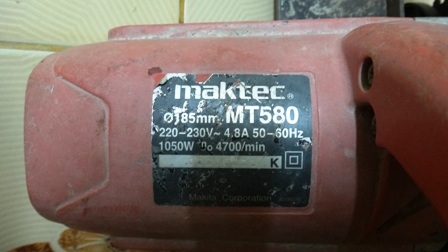 maktec
Ø185mm MT580
220-230V~ 4.8A 50-60Hz
1050W n₀ 4700/min
K
Makita Corporation